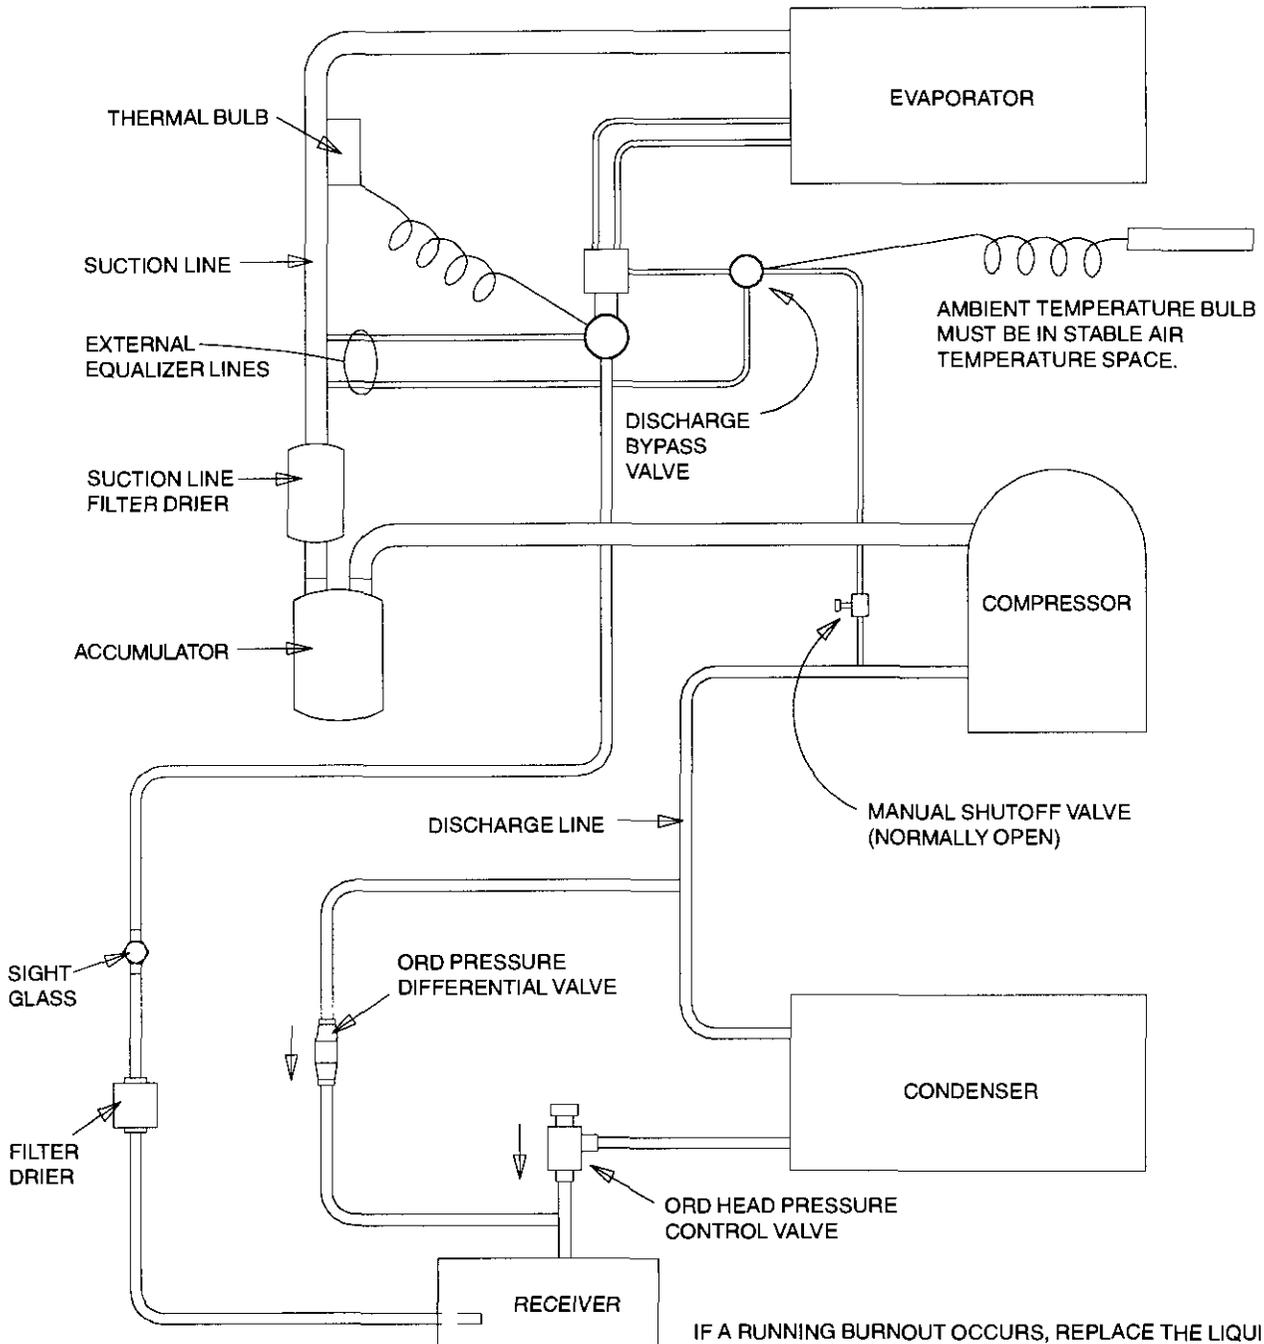 EVAPORATOR
THERMAL BULB
SUCTION LINE
AMBIENT TEMPERATURE BULB
MUST BE IN STABLE AIR
TEMPERATURE SPACE.
EXTERNAL
EQUALIZER LINES
DISCHARGE
BYPASS
VALVE
SUCTION LINE
FILTER DRIER
COMPRESSOR
ACCUMULATOR
MANUAL SHUTOFF VALVE
(NORMALLY OPEN)
DISCHARGE LINE
ORD PRESSURE
DIFFERENTIAL VALVE
SIGHT
GLASS
CONDENSER
FILTER
DRIER
ORD HEAD PRESSURE
CONTROL VALVE
RECEIVER
IF A RUNNING BURNOUT OCCURS, REPLACE THE